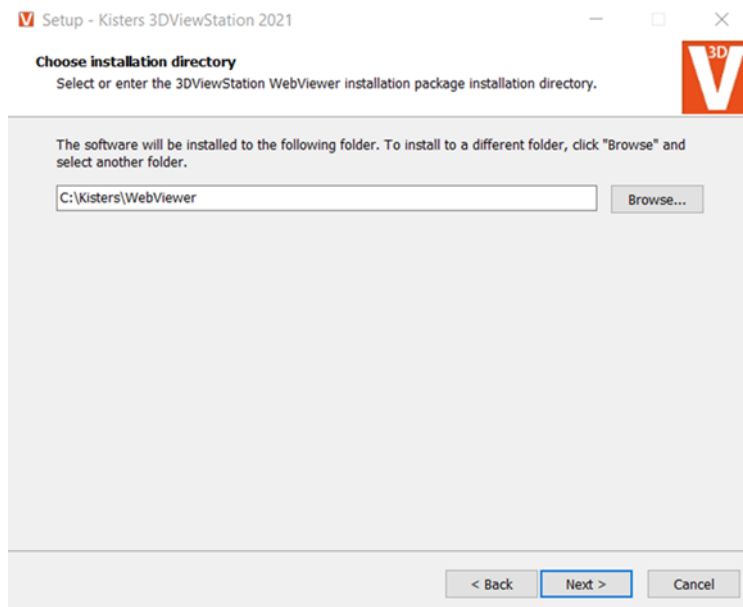 Setup - Kisters 3DViewStation 2021
Choose installation directory
Select or enter the 3DViewStation WebViewer installation package installation directory.
3D
V
The software will be installed to the following folder. To install to a different folder, click "Browse" and
select another folder.
C:\Kisters\WebViewer
Browse...
< Back
Next >
Cancel